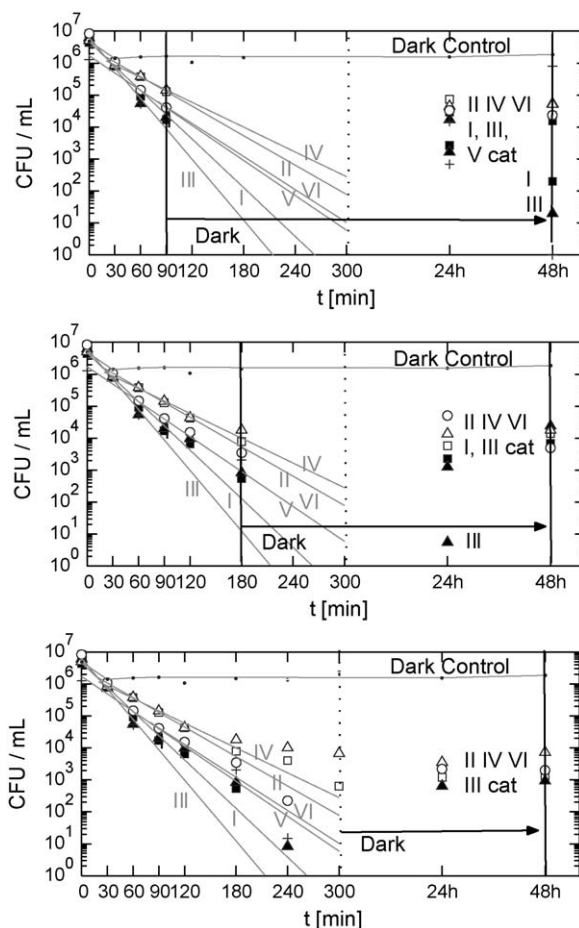 10^7
10^6
10^5
10^4
10^3
10^2
10^1
10^0
CFU / mL
Dark Control
II IV VI
I, III,
V cat
IV
II
VI
V
I
III
I
III
Dark
0 30 60 90 120 180 240 300 24h 48h
t [min]
10^7
10^6
10^5
10^4
10^3
10^2
10^1
10^0
CFU / mL
Dark Control
II IV VI
I, III cat
IV
II
VI
V
I
III
III
Dark
0 30 60 90 120 180 240 300 24h 48h
t [min]
10^7
10^6
10^5
10^4
10^3
10^2
10^1
10^0
CFU / mL
Dark Control
IV
II
II IV VI
III cat
VI
V
I
III
Dark
0 30 60 90 120 180 240 300 24h 48h
t [min]